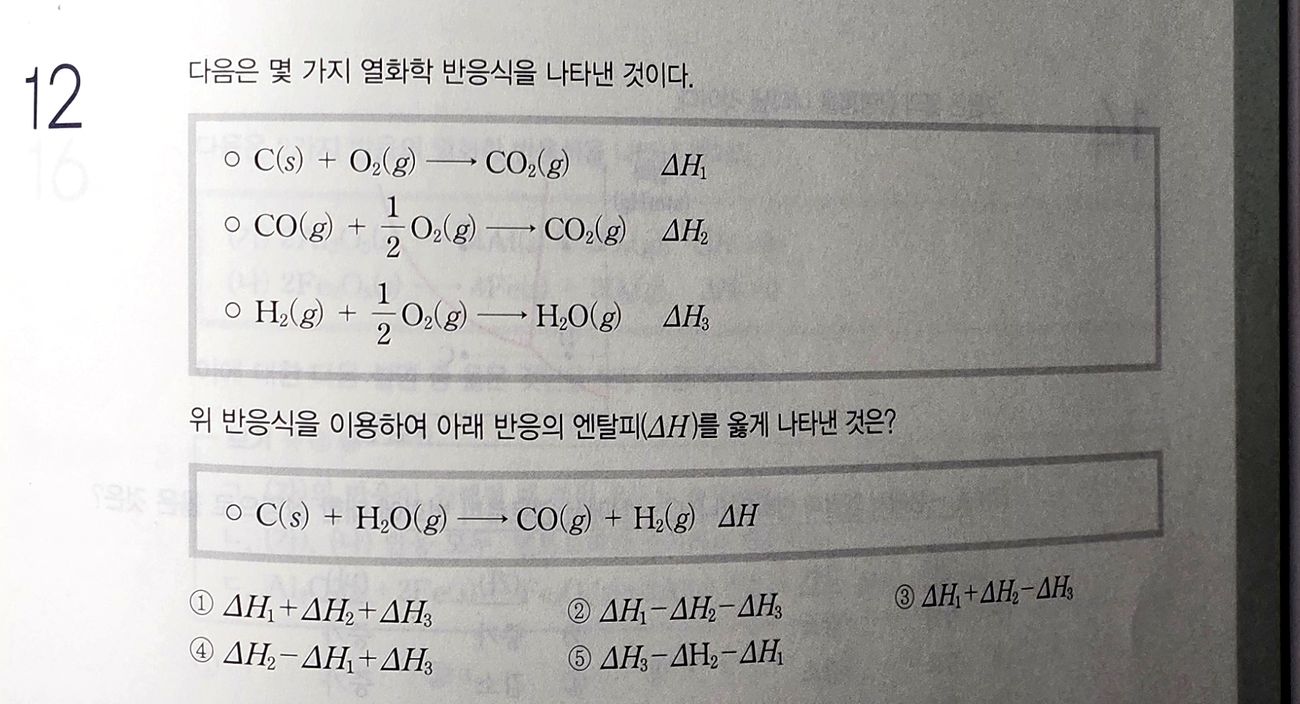 12
다음은 몇 가지 열화학 반응식을 나타낸 것이다.
○ C(s) + O₂(g) ⟶ CO₂(g) ΔH₁
○ CO(g) + 1/2 O₂(g) ⟶ CO₂(g) ΔH₂
○ H₂(g) + 1/2 O₂(g) ⟶ H₂O(g) ΔH₃
위 반응식을 이용하여 아래 반응의 엔탈피(ΔH)를 옳게 나타낸 것은?
○ C(s) + H₂O(g) ⟶ CO(g) + H₂(g) ΔH
① ΔH₁+ΔH₂+ΔH₃ ② ΔH₁−ΔH₂−ΔH₃ ③ ΔH₁+ΔH₂−ΔH₃
④ ΔH₂−ΔH₁+ΔH₃ ⑤ ΔH₃−ΔH₂−ΔH₁